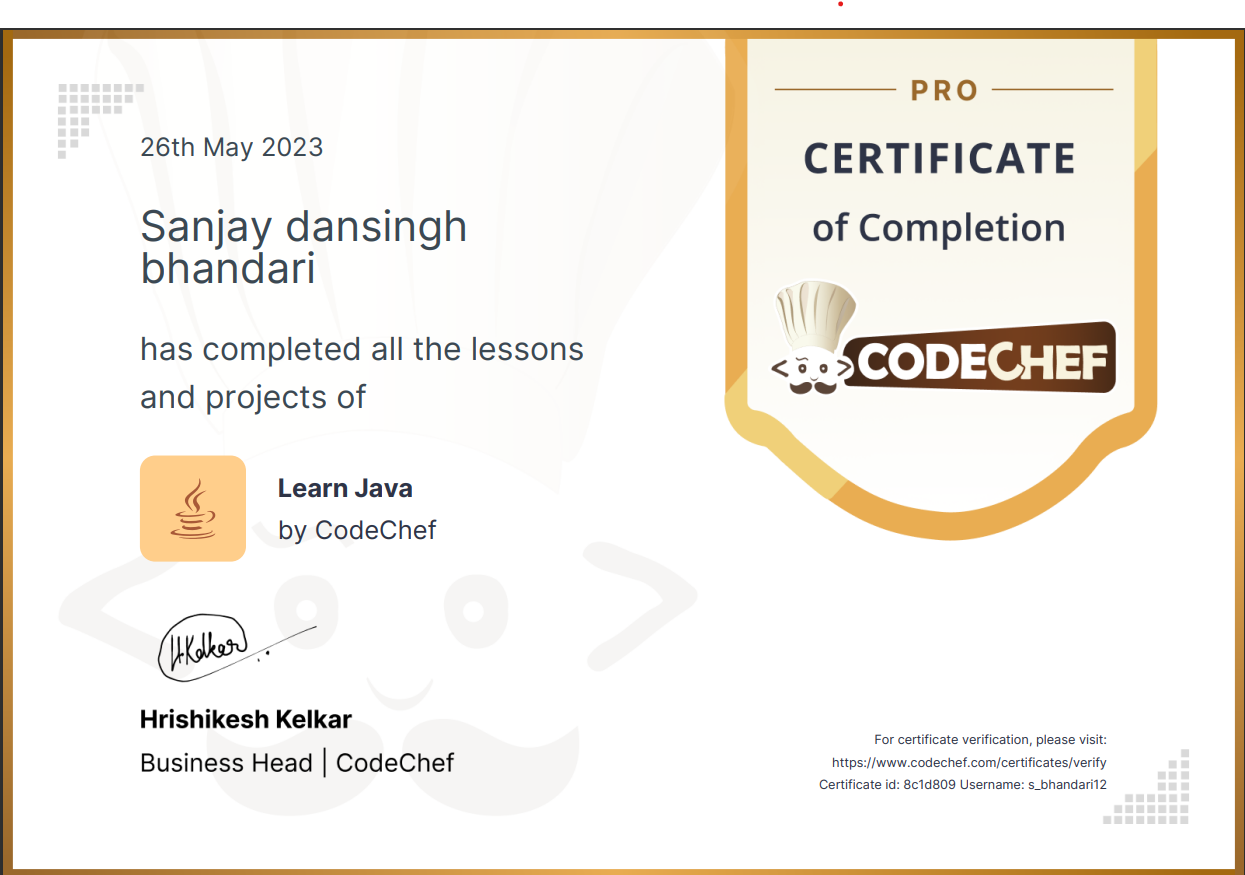 PRO
CERTIFICATE
of Completion
CODECHEF
26th May 2023
Sanjay dansingh
bhandari
has completed all the lessons
and projects of
Learn Java
by CodeChef
HKelker
Hrishikesh Kelkar
Business Head | CodeChef
For certificate verification, please visit:
https://www.codechef.com/certificates/verify
Certificate id: 8c1d809 Username: s_bhandari12